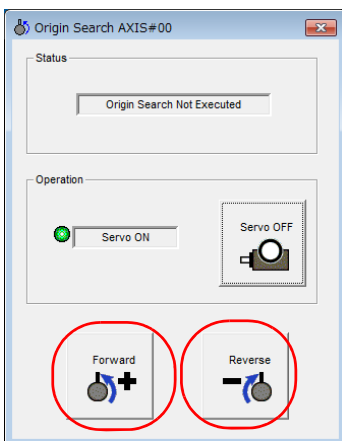 Origin Search AXIS#00
Status
Origin Search Not Executed
Operation
Servo ON
Servo OFF
Forward
Reverse